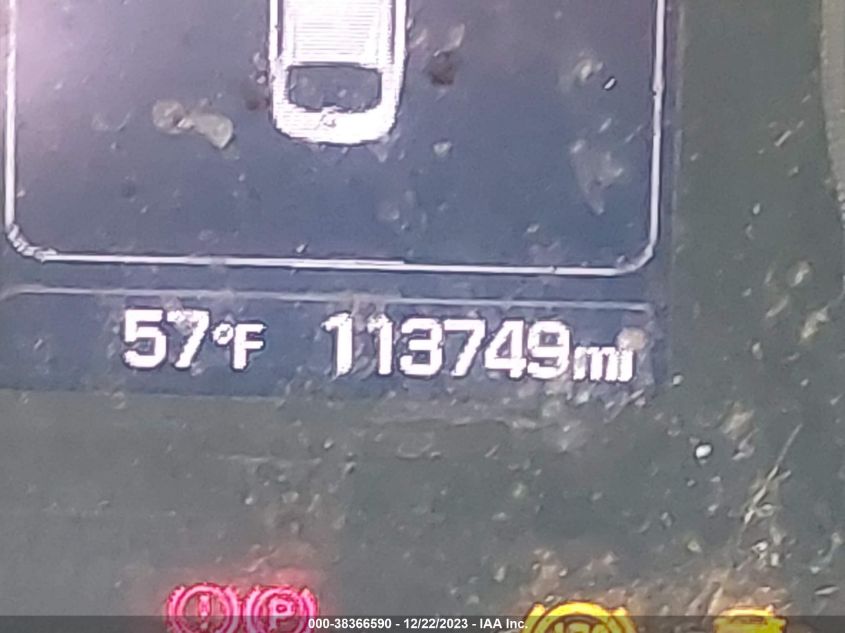 57°F 113749mi
P
000-38366590 - 12/22/2023 - IAA Inc.